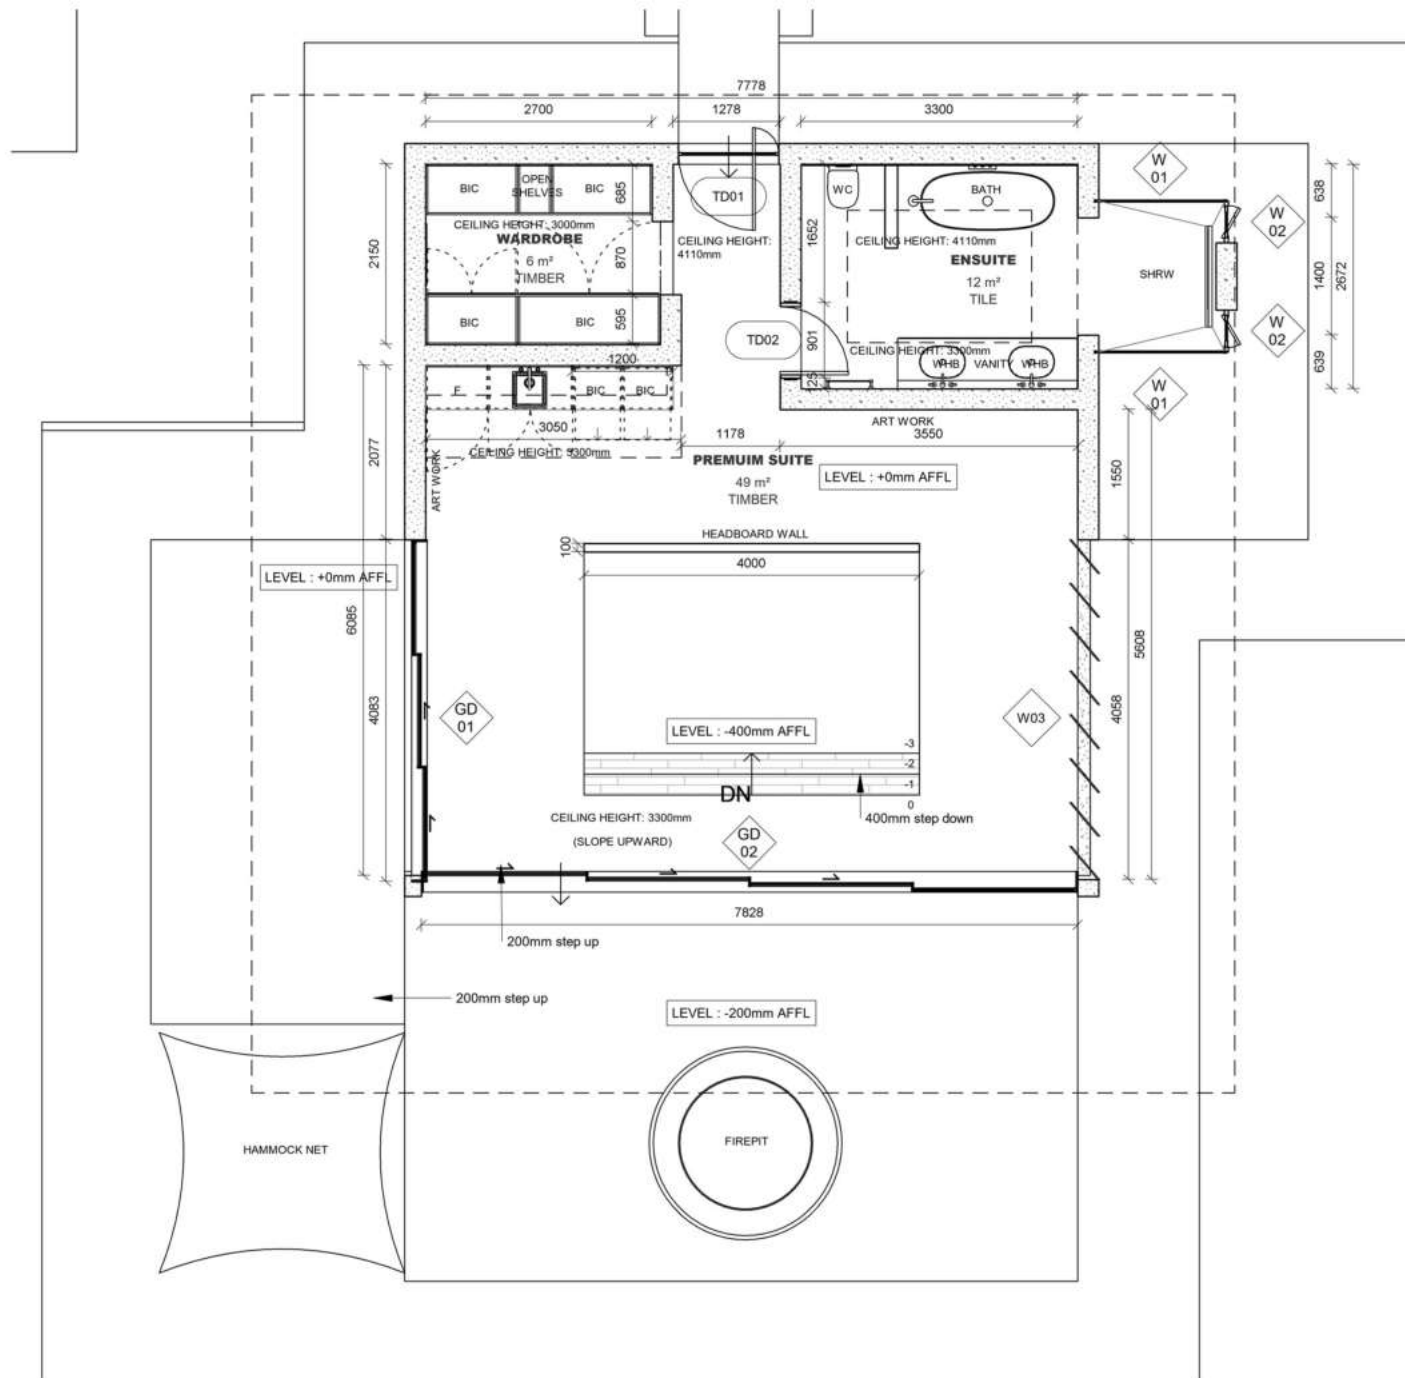 7778
2700
1278
3300
W
01
638
BIC
OPEN
SHELVES
BIC
685
TD01
WC
BATH
W
02
CEILING HEIGHT: 3000mm
WARDROBE
6 m²
TIMBER
2150
870
CEILING HEIGHT:
4110mm
1652
CEILING HEIGHT: 4110mm
ENSUITE
12 m²
TILE
SHRW
1400
2672
BIC
BIC
595
TD02
901
W
02
CEILING HEIGHT: 3300mm
WHB
VANITY
WHB
639
1200
F
BIC
BIC
25
W
01
ART WORK
3050
1178
3550
2077
CEILING HEIGHT: 3300mm
ART WORK
PREMUIM SUITE
49 m²
TIMBER
LEVEL : +0mm AFFL
1550
HEADBOARD WALL
100
4000
LEVEL : +0mm AFFL
6085
5608
4083
GD
01
LEVEL : -400mm AFFL
W03
4058
-3
-2
-1
0
DN
CEILING HEIGHT: 3300mm
(SLOPE UPWARD)
GD
02
400mm step down
7828
200mm step up
200mm step up
LEVEL : -200mm AFFL
HAMMOCK NET
FIREPIT